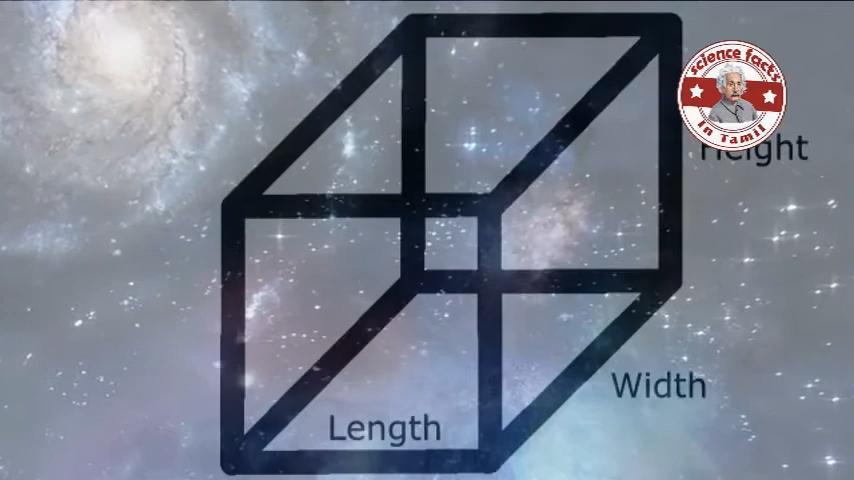 science facts
in Tamil
Height
Width
Length